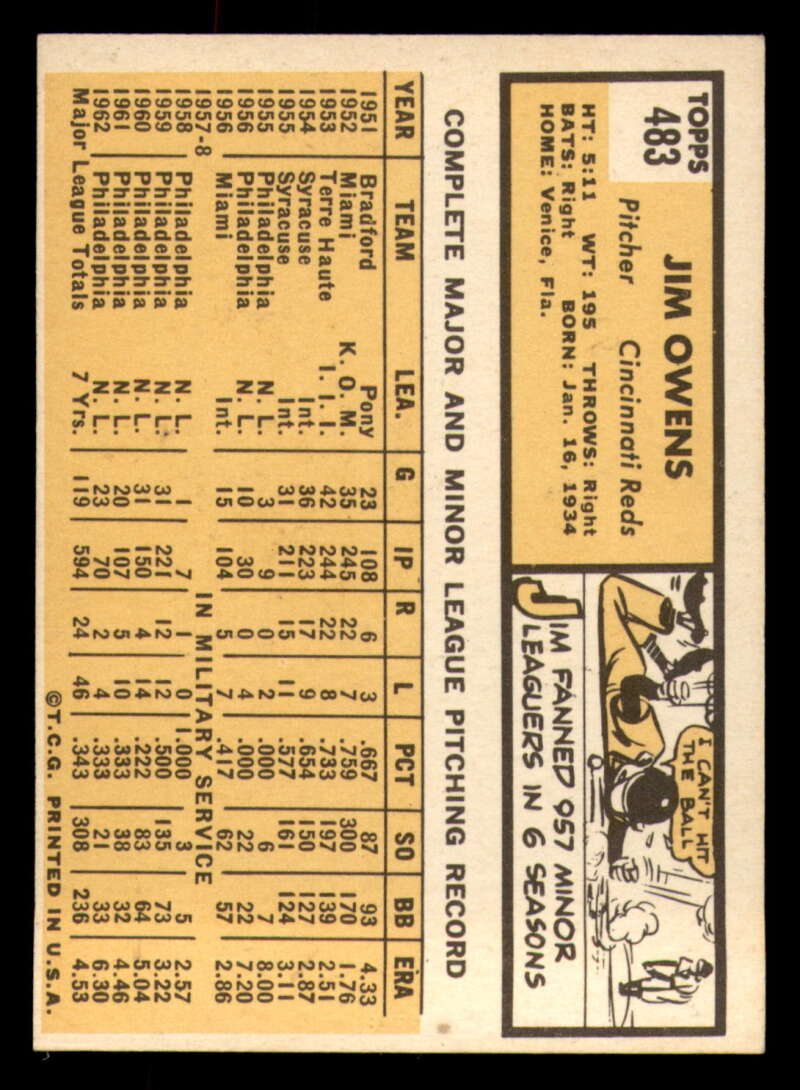 TOPPS
483
JIM OWENS
Pitcher Cincinnati Reds
HT: 5:11 WT: 195 THROWS: Right
BATS: Right BORN: Jan. 16, 1934
HOME: Venice, Fla.
I CAN'T HIT
THE BALL
JIM FANNED 957 MINOR
LEAGUERS IN 6 SEASONS
COMPLETE MAJOR AND MINOR LEAGUE PITCHING RECORD
YEAR TEAM LEA. G IP R L PCT SO BB ERA
1951 Bradford Pony 23 108 6 3 .667 87 93 4.33
1952 Miami K. O. M. 35 245 22 7 .759 300 170 1.76
1953 Terre Haute I. I. I. 42 244 22 8 .733 197 139 2.51
1954 Syracuse Int. 36 223 17 9 .654 150 127 2.87
1955 Syracuse Int. 31 211 15 11 .577 161 124 3.11
1955 Philadelphia N. L. 3 9 0 2 .000 6 7 8.00
1956 Philadelphia N. L. 10 30 0 4 .000 22 22 7.20
1956 Miami Int. 15 104 5 7 .417 62 57 2.86
1957-8 IN MILITARY SERVICE
1958 Philadelphia N. L. 1 7 1 0 1.000 3 5 2.57
1959 Philadelphia N. L. 31 221 12 12 .500 135 73 3.22
1960 Philadelphia N. L. 31 150 4 14 .222 83 64 5.04
1961 Philadelphia N. L. 20 107 5 10 .333 38 32 4.46
1962 Philadelphia N. L. 23 70 2 4 .333 21 33 6.30
Major League Totals 7 Yrs. 119 594 24 46 .343 308 236 4.53
©T.C.G. PRINTED IN U.S.A.